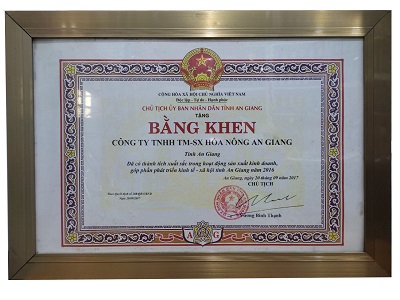 CỘNG HÒA XÃ HỘI CHỦ NGHĨA VIỆT NAM
Độc lập - Tự do - Hạnh phúc
CHỦ TỊCH ỦY BAN NHÂN DÂN TỈNH AN GIANG
TẶNG
BẰNG KHEN
CÔNG TY TNHH TM-SX HÒA NÔNG AN GIANG
Tỉnh An Giang
Đã có thành tích xuất sắc trong hoạt động sản xuất kinh doanh,
góp phần phát triển kinh tế - xã hội tỉnh An Giang năm 2016
An Giang, ngày 20 tháng 09 năm 2017
CHỦ TỊCH
Vương Bình Thạnh
A G